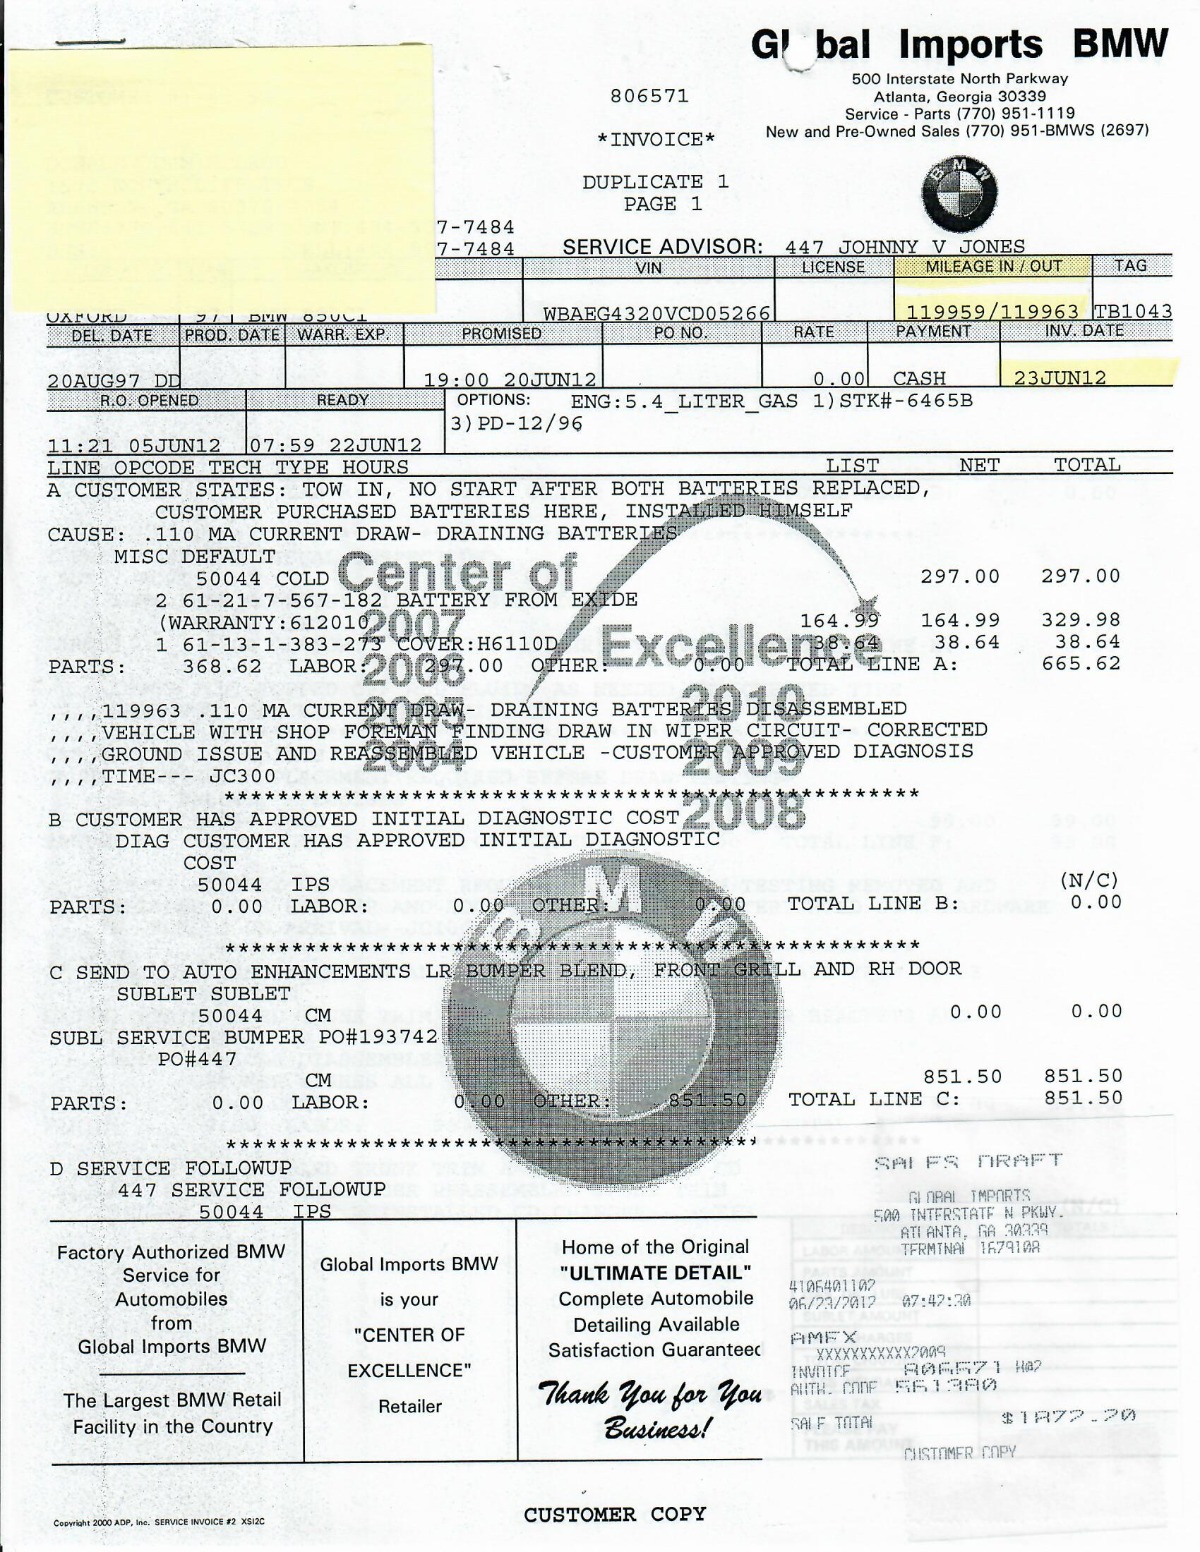 Gl bal Imports BMW
500 Interstate North Parkway
Atlanta, Georgia 30339
Service - Parts (770) 951-1119
New and Pre-Owned Sales (770) 951-BMWS (2697)
806571
*INVOICE*
DUPLICATE 1
PAGE 1
BMW
7-7484
7-7484 SERVICE ADVISOR: 447 JOHNNY V JONES
VIN LICENSE MILEAGE IN / OUT TAG
OXFORD 97 BMW 850CI WBAEG4320VCD05266 119959/119963 TB1043
DEL. DATE PROD. DATE WARR. EXP. PROMISED PO NO. RATE PAYMENT INV. DATE
20AUG97 DD 19:00 20JUN12 0.00 CASH 23JUN12
R.O. OPENED READY OPTIONS: ENG:5.4_LITER_GAS 1)STK#-6465B
3)PD-12/96
11:21 05JUN12 07:59 22JUN12
LINE OPCODE TECH TYPE HOURS LIST NET TOTAL
A CUSTOMER STATES: TOW IN, NO START AFTER BOTH BATTERIES REPLACED,
CUSTOMER PURCHASED BATTERIES HERE, INSTALLED HIMSELF
CAUSE: .110 MA CURRENT DRAW- DRAINING BATTERIES
MISC DEFAULT
50044 COLD 297.00 297.00
2 61-21-7-567-182 BATTERY FROM EXIDE
(WARRANTY:612010 164.99 164.99 329.98
1 61-13-1-383-273 COVER:H6110D 38.64 38.64 38.64
PARTS: 368.62 LABOR: 297.00 OTHER: 0.00 TOTAL LINE A: 665.62
Center of
Excellence
2007
2006
2005
2004
2010
2009
2008
,,,,119963 .110 MA CURRENT DRAW- DRAINING BATTERIES DISASSEMBLED
,,,,VEHICLE WITH SHOP FOREMAN FINDING DRAW IN WIPER CIRCUIT- CORRECTED
,,,,GROUND ISSUE AND REASSEMBLED VEHICLE -CUSTOMER APPROVED DIAGNOSIS
,,,,TIME--- JC300
****************************************************
B CUSTOMER HAS APPROVED INITIAL DIAGNOSTIC COST
DIAG CUSTOMER HAS APPROVED INITIAL DIAGNOSTIC
COST
50044 IPS (N/C)
PARTS: 0.00 LABOR: 0.00 OTHER: 0.00 TOTAL LINE B: 0.00
BMW
****************************************************
C SEND TO AUTO ENHANCEMENTS LR BUMPER BLEND, FRONT GRILL AND RH DOOR
SUBLET SUBLET
50044 CM 0.00 0.00
SUBL SERVICE BUMPER PO#193742
PO#447
CM 851.50 851.50
PARTS: 0.00 LABOR: 0.00 OTHER: 851.50 TOTAL LINE C: 851.50
****************************************
D SERVICE FOLLOWUP
447 SERVICE FOLLOWUP
50044 IPS
Factory Authorized BMW
Service for
Automobiles
from
Global Imports BMW
The Largest BMW Retail
Facility in the Country
Global Imports BMW
is your
"CENTER OF
EXCELLENCE"
Retailer
Home of the Original
"ULTIMATE DETAIL"
Complete Automobile
Detailing Available
Satisfaction Guaranteed
Thank You for You
Business!
SALES DRAFT
GLOBAL IMPORTS
500 INTERSTATE N PKWY.
ATLANTA, GA 30339
TERMINAL 1679108
4106401102
06/23/2012 07:42:30
AMEX
XXXXXXXXXXX2009
INVOICE 806571 H02
AUTH. CODE 561380
SALE TOTAL $1872.20
CUSTOMER COPY
CUSTOMER COPY
Copyright 2000 ADP, Inc. SERVICE INVOICE #2 XSI2C